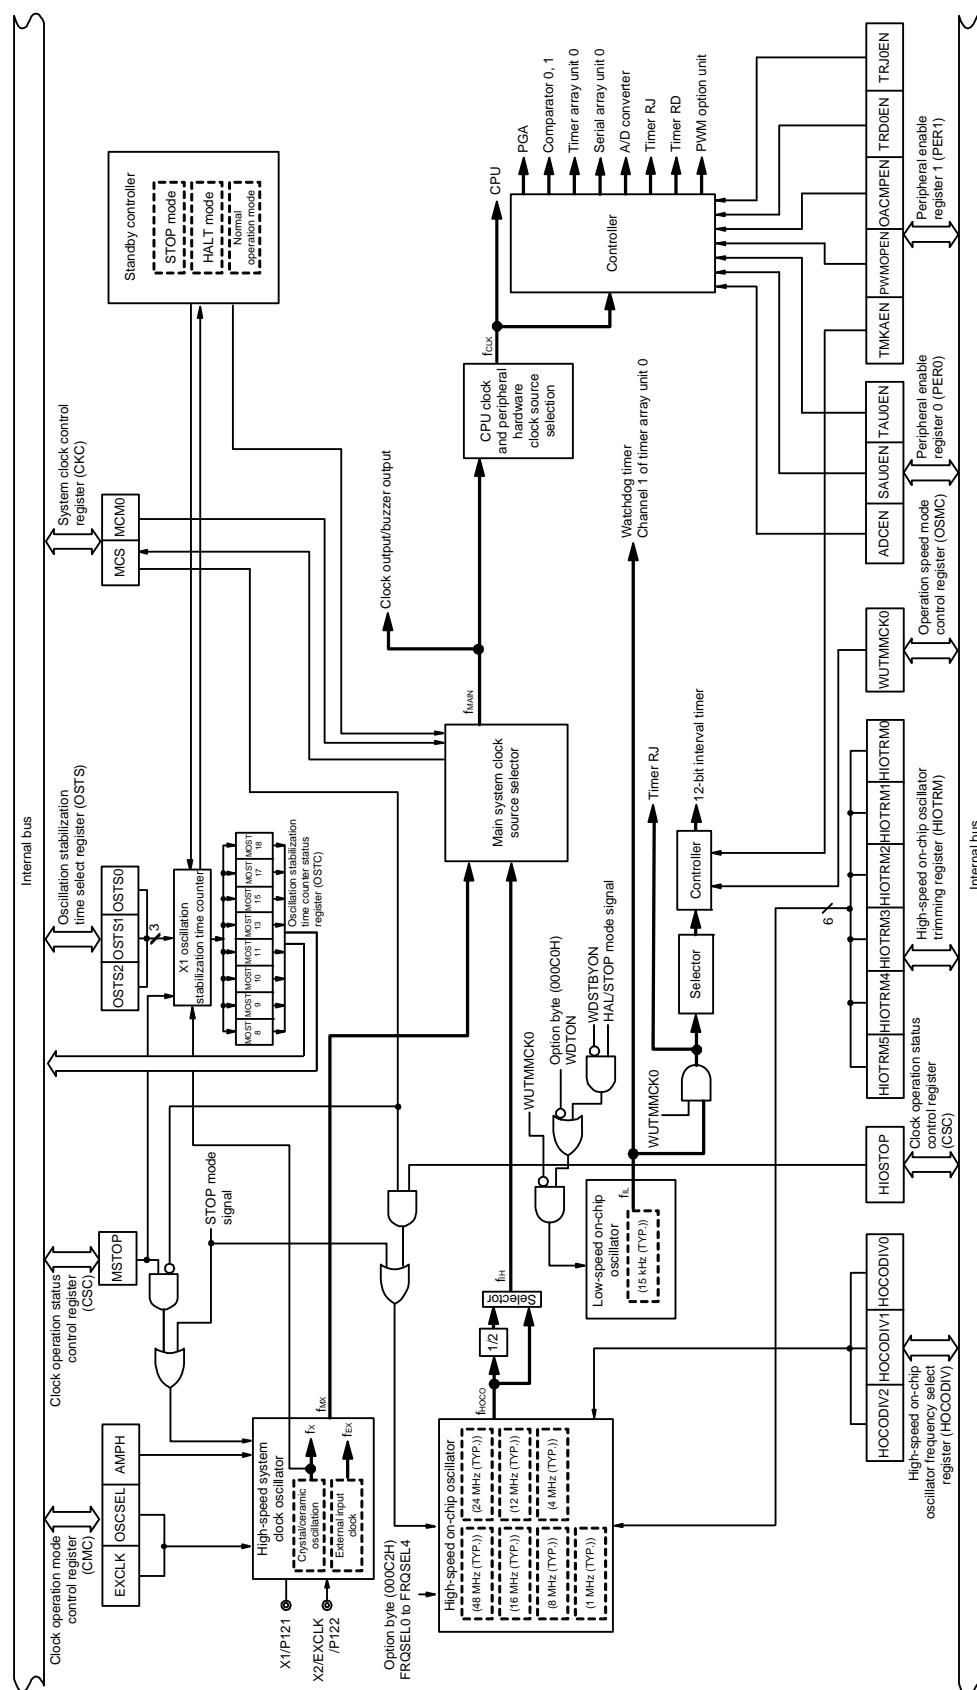 Internal bus
Clock operation mode
control register
(CMC)
EXCLK
OSCSEL
AMPH
Clock operation status
control register
(CSC)
MSTOP
Oscillation stabilization
time select register (OSTS)
OSTS2
OSTS1
OSTS0
3
System clock control
register (CKC)
MCS
MCM0
Standby controller
STOP mode
HALT mode
Normal
operation mode
X1 oscillation
stabilization time counter
MOST
8
MOST
9
MOST
10
MOST
11
MOST
13
MOST
15
MOST
17
MOST
18
Oscillation stabilization
time counter status
register (OSTC)
STOP mode
signal
High-speed system
clock oscillator
Crystal/ceramic
oscillation
External input
clock
fX
fEX
fMX
X1/P121
X2/EXCLK
/P122
Option byte (000C2H)
FRQSEL0 to FRQSEL4
High-speed on-chip oscillator
(48 MHz (TYP.))
(24 MHz (TYP.))
(16 MHz (TYP.))
(12 MHz (TYP.))
(8 MHz (TYP.))
(4 MHz (TYP.))
(1 MHz (TYP.))
fHOCO
1/2
Selector
fIH
Main system clock
source selector
fMAIN
Clock output/buzzer output
CPU clock
and peripheral
hardware
clock source
selection
fCLK
CPU
Controller
PGA
Comparator 0, 1
Timer array unit 0
Serial array unit 0
A/D converter
Timer RJ
Timer RD
PWM option unit
WUTMMCK0
Option byte (000C0H)
WDTON
WDSTBYON
HAL/STOP mode signal
Low-speed on-chip
oscillator
(15 kHz (TYP.))
fIL
Watchdog timer
Channel 1 of timer array unit 0
WUTMMCK0
Timer RJ
Selector
Controller
12-bit interval timer
6
HOCODIV2
HOCODIV1
HOCODIV0
High-speed on-chip
oscillator frequency select
register (HOCODIV)
HIOSTOP
Clock operation status
control register
(CSC)
HIOTRM5
HIOTRM4
HIOTRM3
HIOTRM2
HIOTRM1
HIOTRM0
High-speed on-chip oscillator
trimming register (HIOTRM)
WUTMMCK0
Operation speed mode
control register (OSMC)
ADCEN
SAU0EN
TAU0EN
Peripheral enable
register 0 (PER0)
TMKAEN
PWMOPEN
OACMPEN
TRD0EN
TRJ0EN
Peripheral enable
register 1 (PER1)
Internal bus